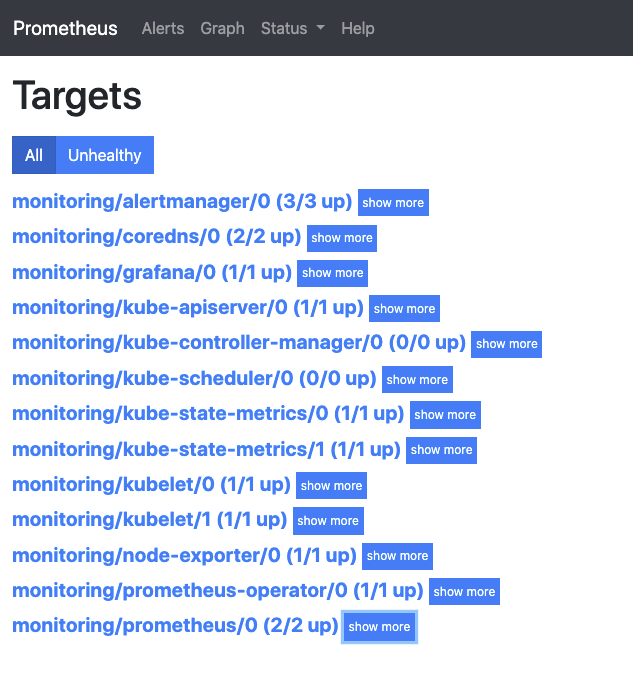 Prometheus Alerts Graph Status Help
Targets
All Unhealthy
monitoring/alertmanager/0 (3/3 up) show more
monitoring/coredns/0 (2/2 up) show more
monitoring/grafana/0 (1/1 up) show more
monitoring/kube-apiserver/0 (1/1 up) show more
monitoring/kube-controller-manager/0 (0/0 up) show more
monitoring/kube-scheduler/0 (0/0 up) show more
monitoring/kube-state-metrics/0 (1/1 up) show more
monitoring/kube-state-metrics/1 (1/1 up) show more
monitoring/kubelet/0 (1/1 up) show more
monitoring/kubelet/1 (1/1 up) show more
monitoring/node-exporter/0 (1/1 up) show more
monitoring/prometheus-operator/0 (1/1 up) show more
monitoring/prometheus/0 (2/2 up) show more